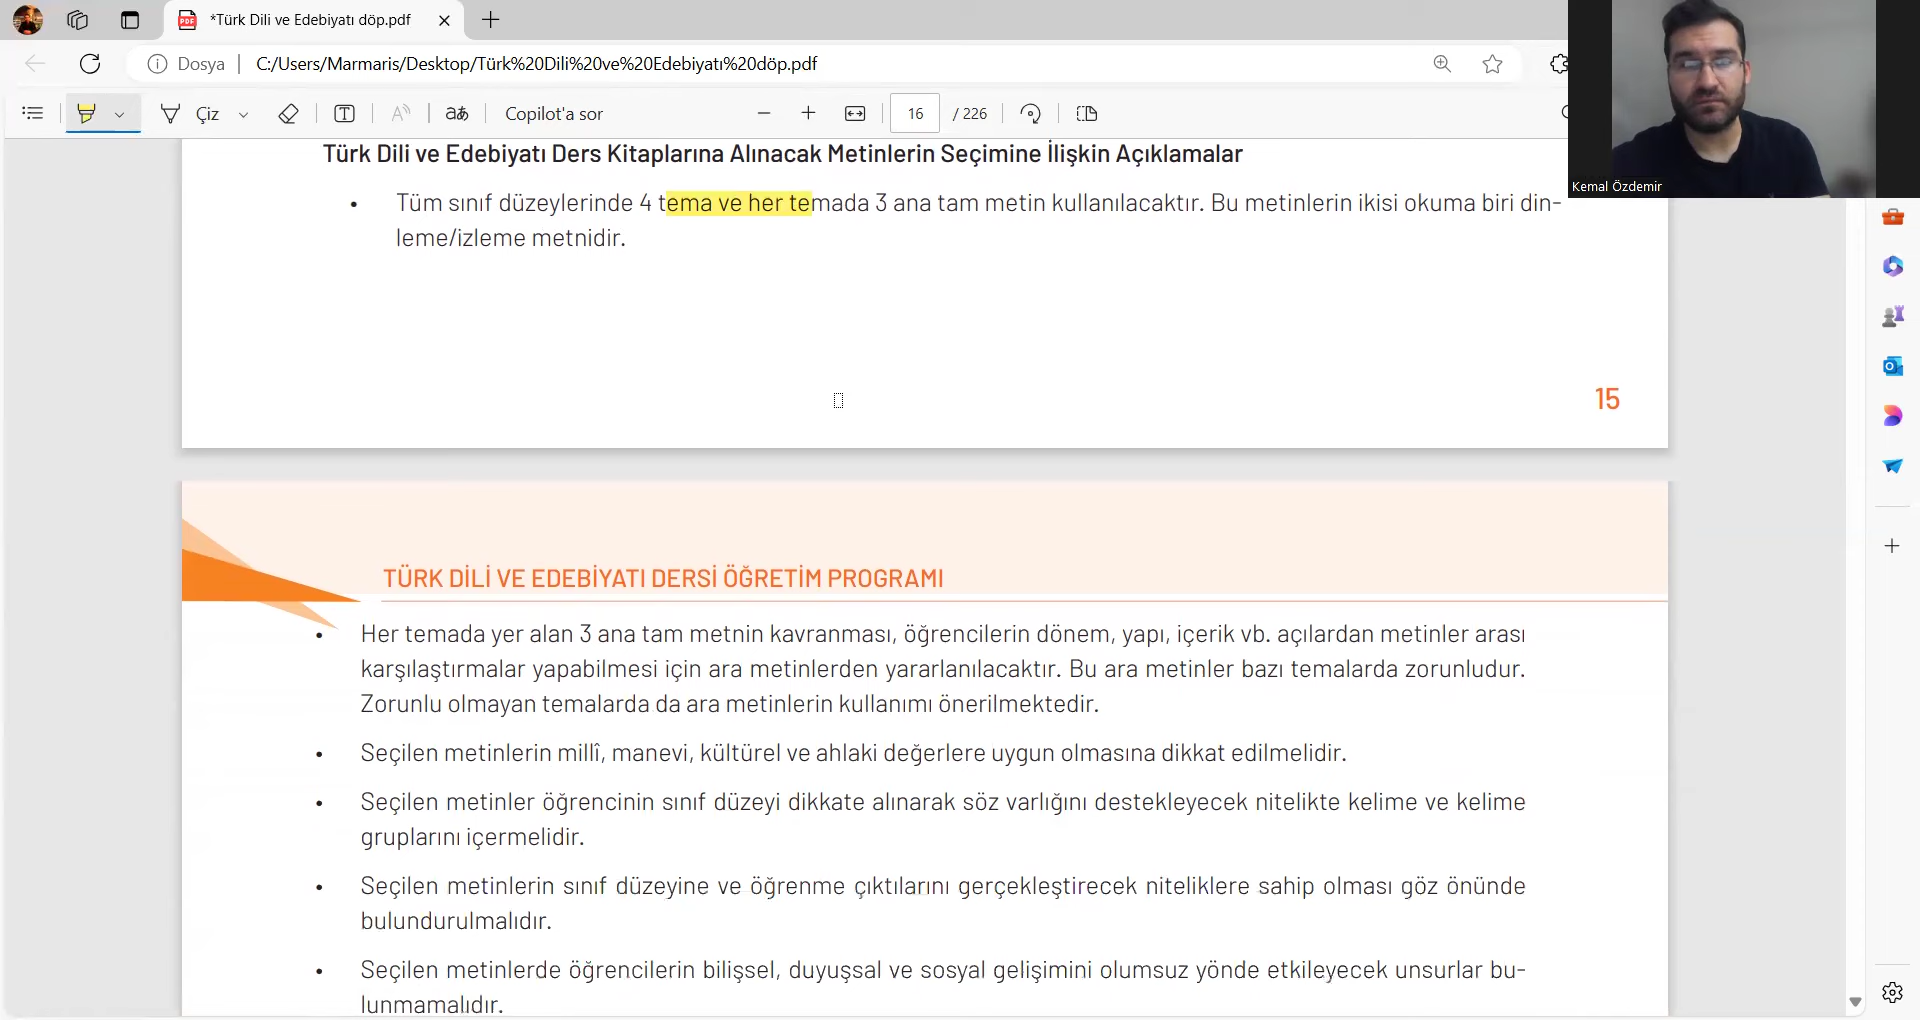 *Türk Dili ve Edebiyatı döp.pdf
Dosya C:/Users/Marmaris/Desktop/Türk%20Dili%20ve%20Edebiyatı%20döp.pdf
Çiz Copilot'a sor 16 / 226
Kemal Özdemir
Türk Dili ve Edebiyatı Ders Kitaplarına Alınacak Metinlerin Seçimine İlişkin Açıklamalar
• Tüm sınıf düzeylerinde 4 tema ve her temada 3 ana tam metin kullanılacaktır. Bu metinlerin ikisi okuma biri din-
leme/izleme metnidir.
15
TÜRK DİLİ VE EDEBİYATI DERSİ ÖĞRETİM PROGRAMI
• Her temada yer alan 3 ana tam metnin kavranması, öğrencilerin dönem, yapı, içerik vb. açılardan metinler arası
karşılaştırmalar yapabilmesi için ara metinlerden yararlanılacaktır. Bu ara metinler bazı temalarda zorunludur.
Zorunlu olmayan temalarda da ara metinlerin kullanımı önerilmektedir.
• Seçilen metinlerin millî, manevi, kültürel ve ahlaki değerlere uygun olmasına dikkat edilmelidir.
• Seçilen metinler öğrencinin sınıf düzeyi dikkate alınarak söz varlığını destekleyecek nitelikte kelime ve kelime
gruplarını içermelidir.
• Seçilen metinlerin sınıf düzeyine ve öğrenme çıktılarını gerçekleştirecek niteliklere sahip olması göz önünde
bulundurulmalıdır.
• Seçilen metinlerde öğrencilerin bilişsel, duyuşsal ve sosyal gelişimini olumsuz yönde etkileyecek unsurlar bu-
lunmamalıdır.